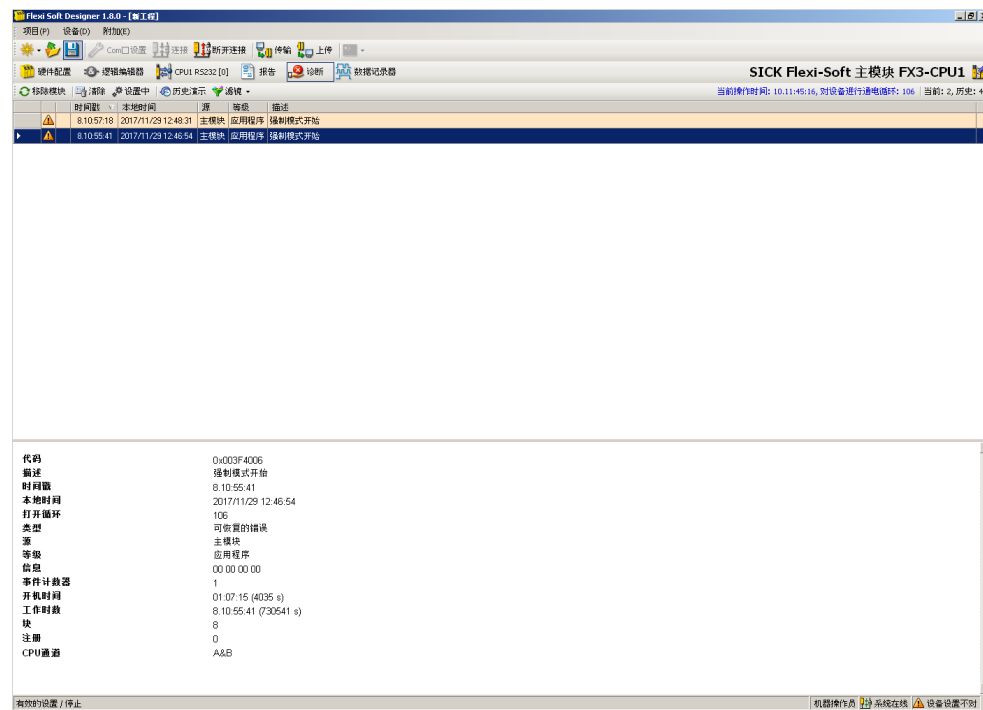 Flexi Soft Designer 1.8.0 - [新工程]
项目(P) 设备(D) 附加(E)
Com口设置 连接 断开连接 传输 上传
硬件配置 逻辑编辑器 CPU1 RS232 [0] 报告 诊断 数据记录器 SICK Flexi-Soft 主模块 FX3-CPU1
移除模块 清除 设置中 历史演示 滤镜 当前操作时间: 10.11:45:16, 对设备进行通电循环: 106 当前: 2, 历史: 4
时间戳 本地时间 源 等级 描述
8.10:57:18 2017/11/29 12:48:31 主模块 应用程序 强制模式开始
8.10:55:41 2017/11/29 12:46:54 主模块 应用程序 强制模式开始
代码 0x003F4006
描述 强制模式开始
时间戳 8.10:55:41
本地时间 2017/11/29 12:46:54
打开循环 106
类型 可恢复的错误
源 主模块
等级 应用程序
信息 00 00 00 00
事件计数器 1
开机时间 01:07:15 (4035 s)
工作时数 8.10:55:41 (730541 s)
块 8
注册 0
CPU通道 A&B
有效的设置 / 停止 机器操作员 系统在线 设备设置不对